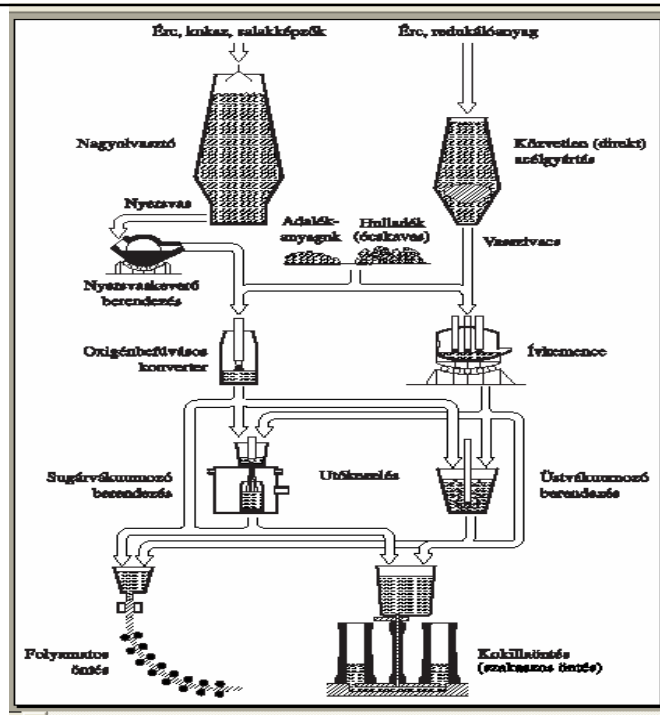 Érc, koksz, salakképzők
Érc, redukálóanyag
Nagyolvasztó
Közvetlen (direkt)
acélgyártás
Nyersvas
Adalék-
anyagok
Hulladék
(ócskavas)
Vasszivacs
Nyersvaskeverő
berendezés
Oxigénbefúvásos
konverter
Ívkemence
Sugárvákuumozó
berendezés
Utókezelés
Üstvákuumozó
berendezés
Folyamatos
öntés
Kokillaöntés
(szakaszos öntés)